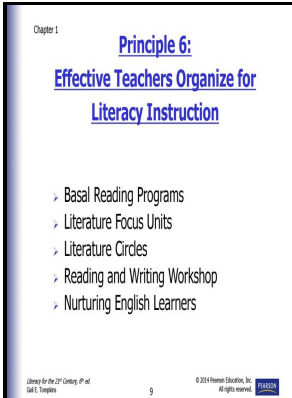 Chapter 1
Principle 6:
Effective Teachers Organize for
Literacy Instruction
➢ Basal Reading Programs
➢ Literature Focus Units
➢ Literature Circles
➢ Reading and Writing Workshop
➢ Nurturing English Learners
Literacy for the 21st Century, 6th ed.
Gail E. Tompkins
9
© 2014 Pearson Education, Inc.
All rights reserved.
PEARSON